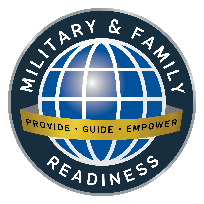 MILITARY & FAMILY
PROVIDE · GUIDE · EMPOWER
READINESS